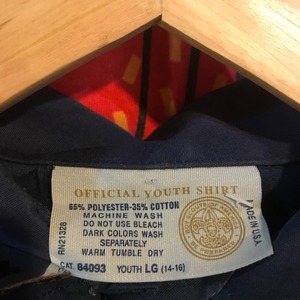 OFFICIAL YOUTH SHIRT
65% POLYESTER-35% COTTON
MACHINE WASH
DO NOT USE BLEACH
DARK COLORS WASH
SEPARATELY
WARM TUMBLE DRY
CAT. 84093 YOUTH LG (14-16)
RN21328
MADE IN U.S.A.